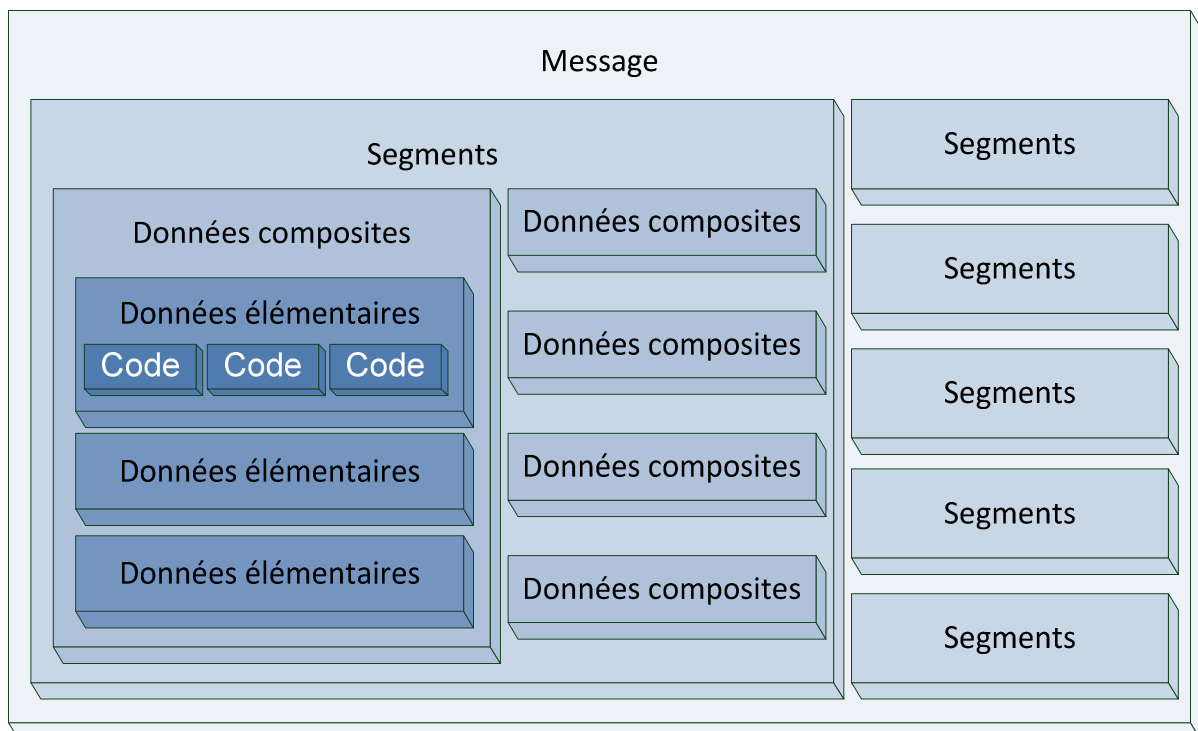 Message
Segments
Données composites
Données élémentaires
Code Code Code
Données élémentaires
Données élémentaires
Données composites
Données composites
Données composites
Données composites
Segments
Segments
Segments
Segments
Segments